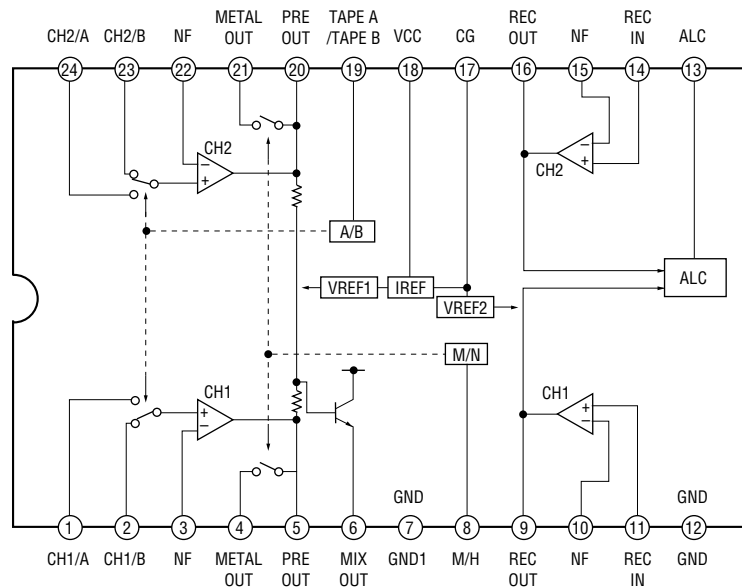 METAL PRE TAPE A REC REC
CH2/A CH2/B NF OUT OUT /TAPE B VCC CG OUT NF IN ALC
24 23 22 21 20 19 18 17 16 15 14 13
CH2
−
+
−
+
CH2
A/B
ALC
VREF1 IREF
VREF2
M/N
CH1
+
−
CH1
+
−
GND GND
1 2 3 4 5 6 7 8 9 10 11 12
CH1/A CH1/B NF METAL PRE MIX GND1 M/H REC NF REC GND
OUT OUT OUT OUT IN